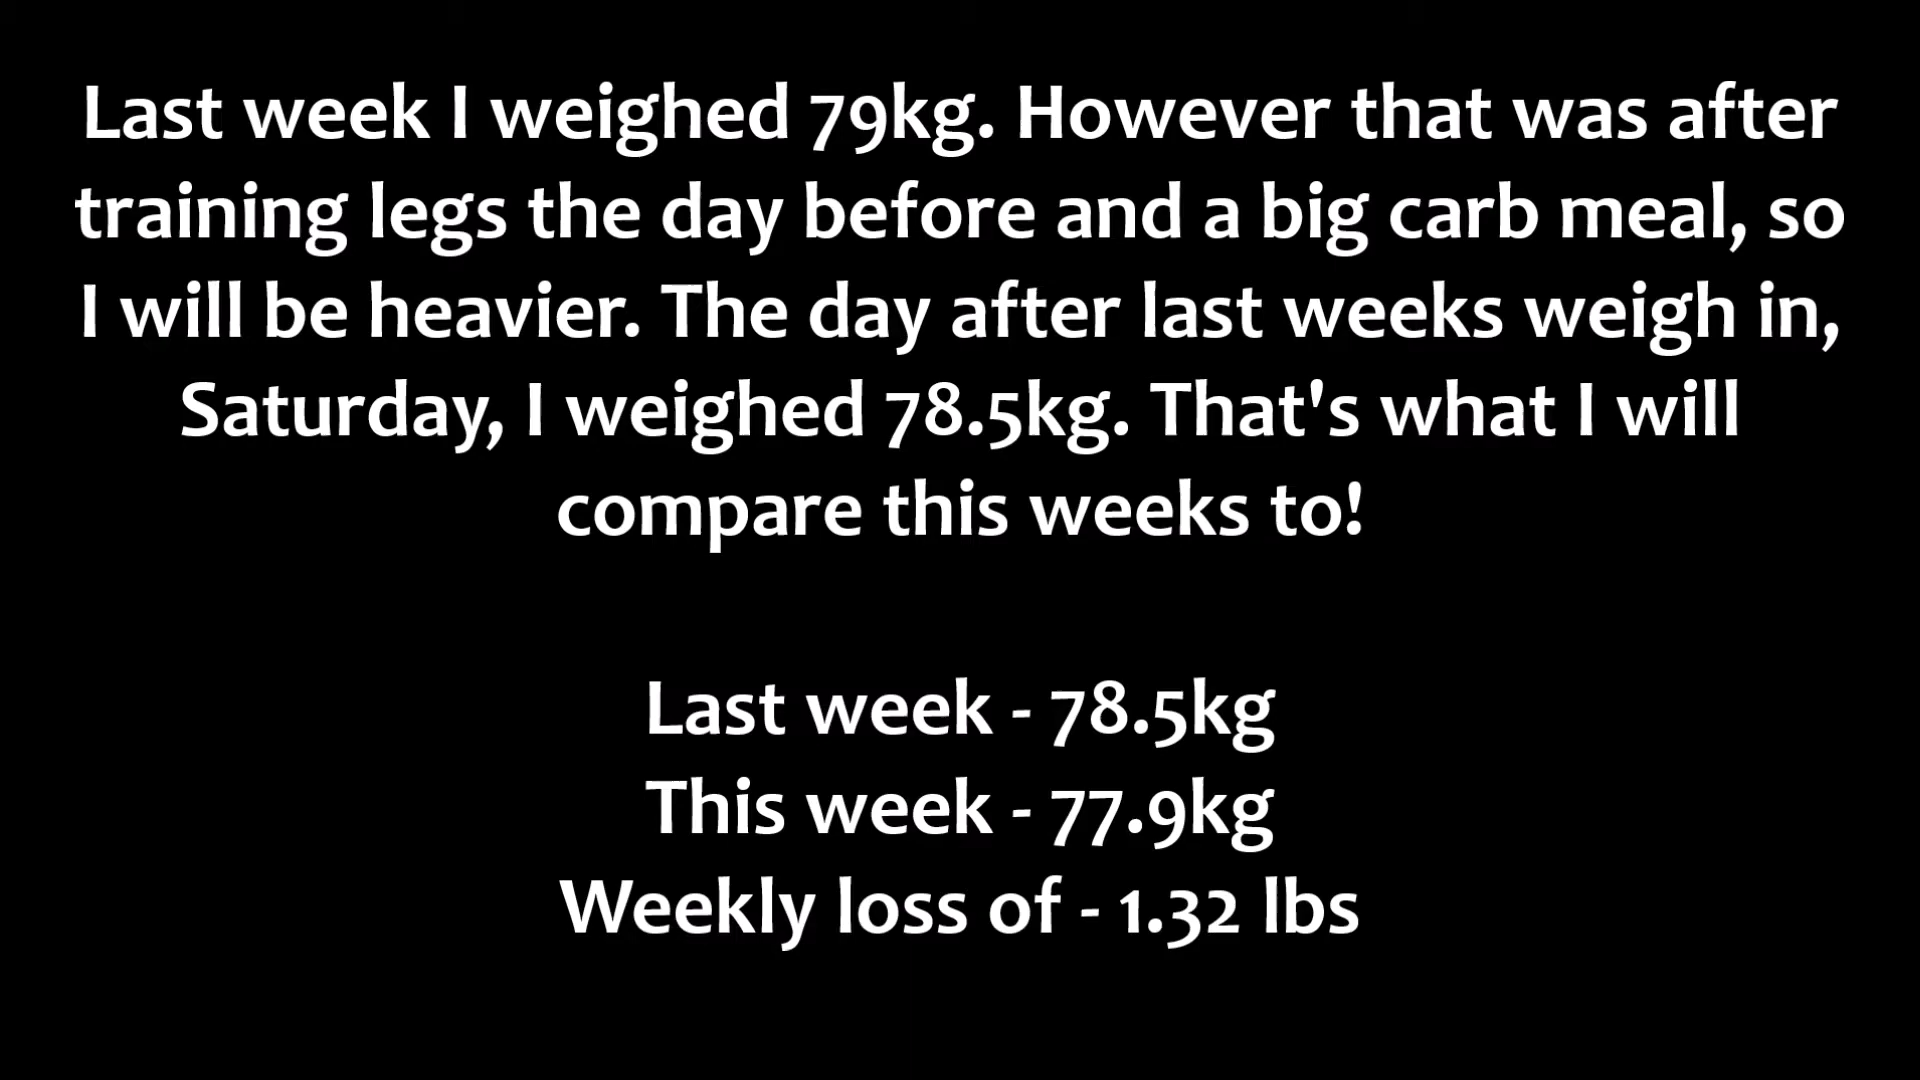 Last week I weighed 79kg. However that was after
training legs the day before and a big carb meal, so
I will be heavier. The day after last weeks weigh in,
Saturday, I weighed 78.5kg. That's what I will
compare this weeks to!
Last week - 78.5kg
This week - 77.9kg
Weekly loss of - 1.32 lbs